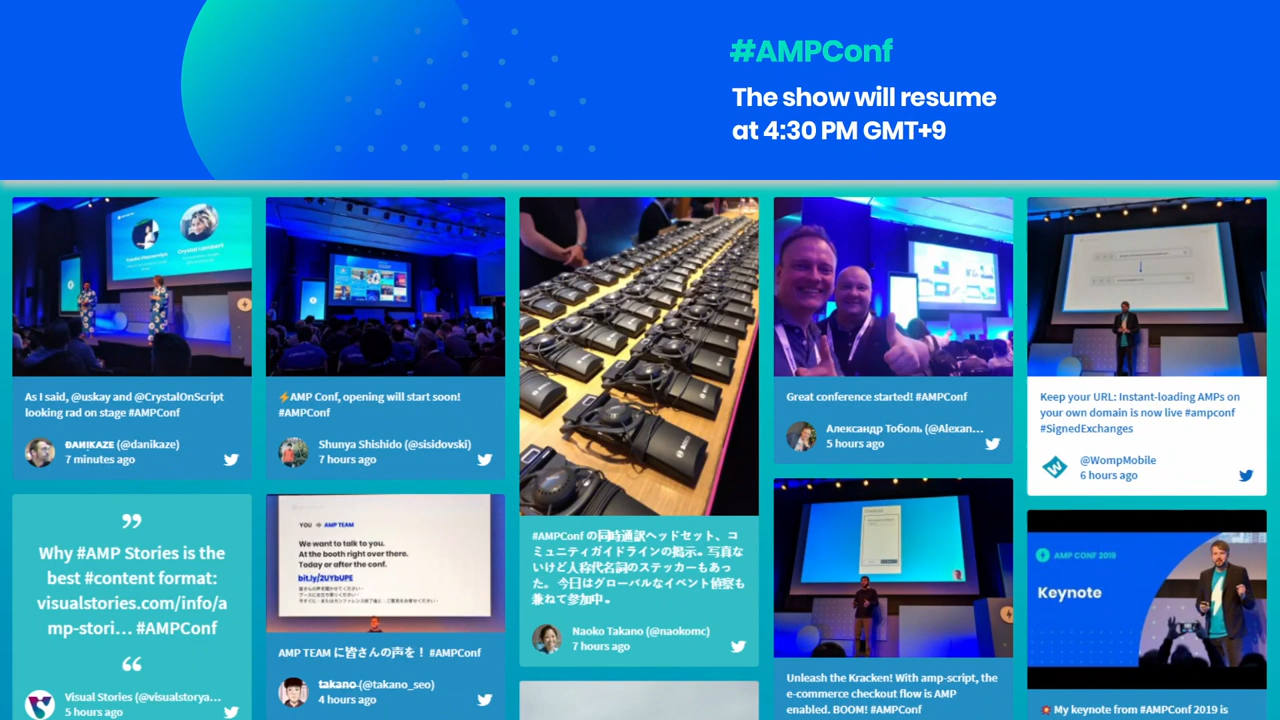 #AMPConf
The show will resume
at 4:30 PM GMT+9
As I said, @uskay and @CrystalOnScript
looking rad on stage #AMPConf
ĐANIKAZE (@danikaze)
7 minutes ago
”
Why #AMP Stories is the
best #content format:
visualstories.com/info/a
mp-stori… #AMPConf
“
Visual Stories (@visualstorya…
5 hours ago
⚡AMP Conf, opening will start soon!
#AMPConf
Shunya Shishido (@sisidovski)
7 hours ago
YOU ⇒ AMP TEAM
We want to talk to you.
At the booth right over there.
Today or after the conf.
bit.ly/2UYbUPE
AMP TEAM に皆さんの声を！ #AMPConf
takano (@takano_seo)
4 hours ago
#AMPConf の同時通訳ヘッドセット、コ
ミュニティガイドラインの掲示。写真な
いけど人称代名詞のステッカーもあっ
た。今日はグローバルなイベント偵察も
兼ねて参加中。
Naoko Takano (@naokomc)
7 hours ago
Great conference started! #AMPConf
Александр Тоболь (@Alexan…
5 hours ago
Unleash the Kracken! With amp-script, the
e-commerce checkout flow is AMP
enabled. BOOM! #AMPConf
Keep your URL: Instant-loading AMPs on
your own domain is now live #ampconf
#SignedExchanges
@WompMobile
6 hours ago
AMP CONF 2019
Keynote
💥 My keynote from #AMPConf 2019 is